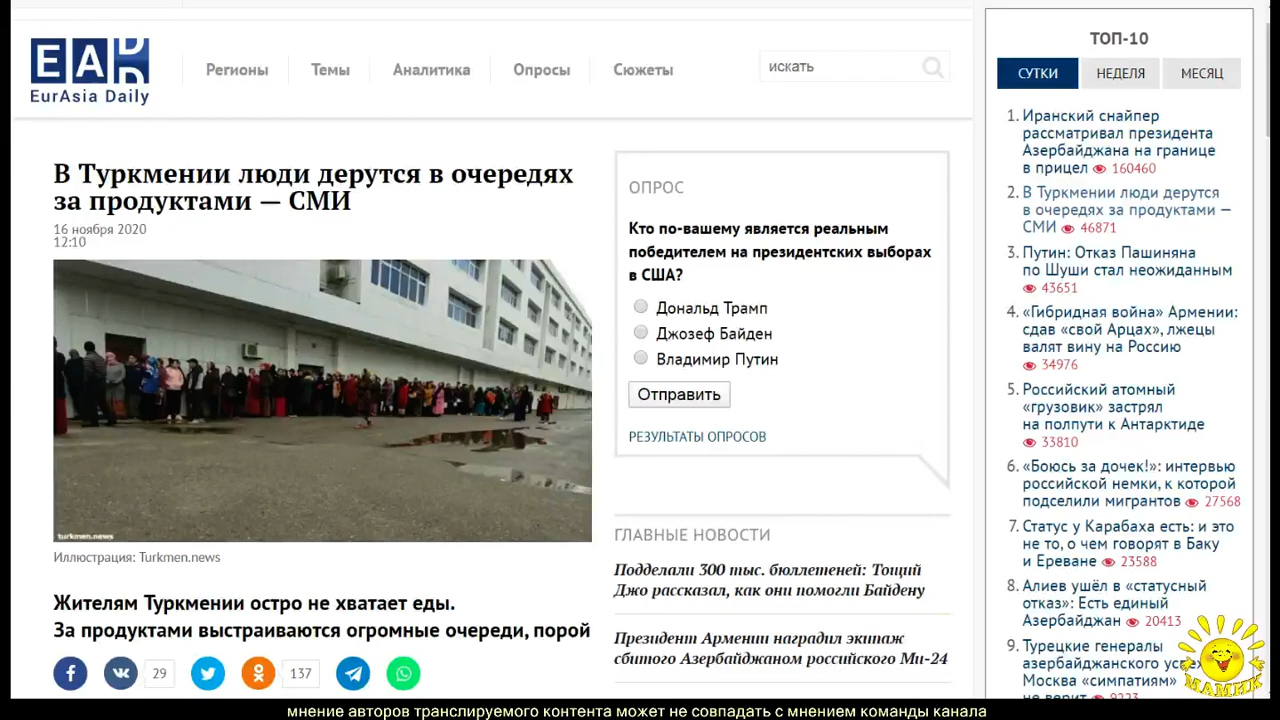 EAD
EurAsia Daily
Регионы
Темы
Аналитика
Опросы
Сюжеты
искать
В Туркмении люди дерутся в очередях
за продуктами — СМИ
16 ноября 2020
12:10
turkmen.news
Иллюстрация: Turkmen.news
Жителям Туркмении остро не хватает еды.
За продуктами выстраиваются огромные очереди, порой
29
137
ОПРОС
Кто по-вашему является реальным
победителем на президентских выборах
в США?
Дональд Трамп
Джозеф Байден
Владимир Путин
Отправить
РЕЗУЛЬТАТЫ ОПРОСОВ
ГЛАВНЫЕ НОВОСТИ
Подделали 300 тыс. бюллетеней: Тощий
Джо рассказал, как они помогли Байдену
Президент Армении наградил экипаж
сбитого Азербайджаном российского Ми-24
ТОП-10
СУТКИ
НЕДЕЛЯ
МЕСЯЦ
1. Иранский снайпер
рассматривал президента
Азербайджана на границе
в прицел 160460
2. В Туркмении люди дерутся
в очередях за продуктами —
СМИ 46871
3. Путин: Отказ Пашиняна
по Шуши стал неожиданным
43651
4. «Гибридная война» Армении:
сдав «свой Арцах», лжецы
валят вину на Россию
34976
5. Российский атомный
«грузовик» застрял
на полпути к Антарктиде
33810
6. «Боюсь за дочек!»: интервью
российской немки, к которой
подселили мигрантов 27568
7. Статус у Карабаха есть: и это
не то, о чем говорят в Баку
и Ереване 23588
8. Алиев ушёл в «статусный
отказ»: Есть единый
Азербайджан 20413
9. Турецкие генералы
азербайджанского
Москва «симпатиям»
не верит 9223
МАМИК
мнение авторов транслируемого контента может не совпадать с мнением команды канала